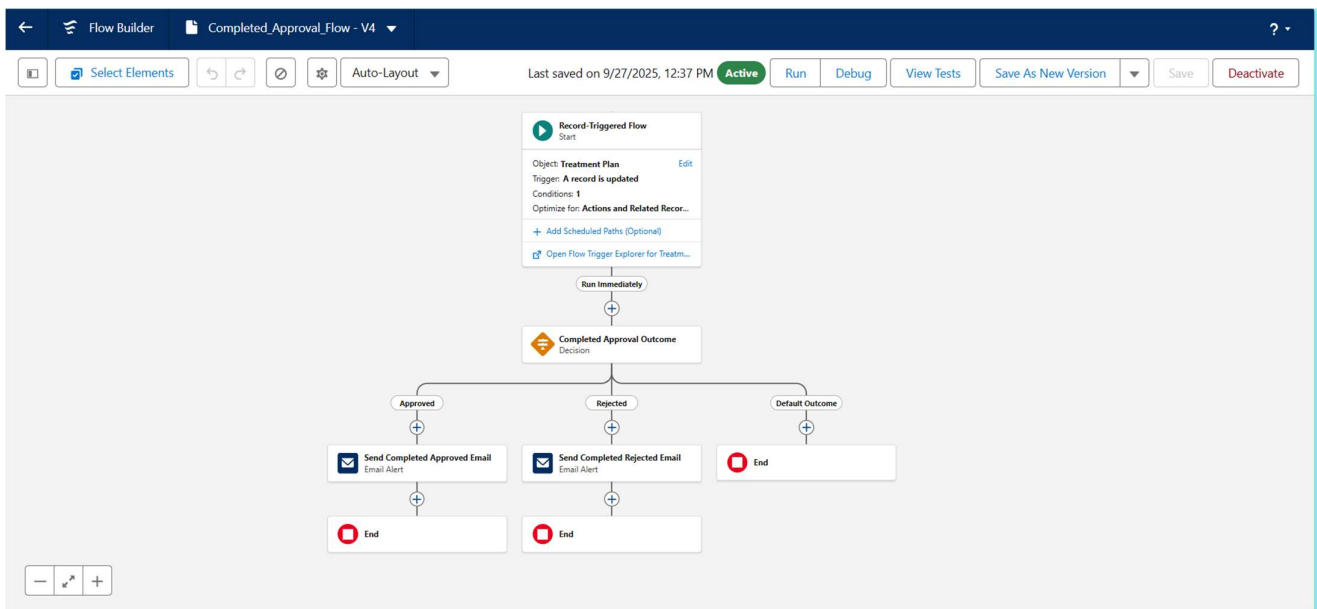 Flow Builder
Completed_Approval_Flow - V4
?
Select Elements
Auto-Layout
Last saved on 9/27/2025, 12:37 PM
Active
Run
Debug
View Tests
Save As New Version
Save
Deactivate
Record-Triggered Flow
Start
Object: Treatment Plan
Edit
Trigger: A record is updated
Conditions: 1
Optimize for: Actions and Related Recor...
+ Add Scheduled Paths (Optional)
Open Flow Trigger Explorer for Treatm...
Run Immediately
Completed Approval Outcome
Decision
Approved
Rejected
Default Outcome
Send Completed Approved Email
Email Alert
Send Completed Rejected Email
Email Alert
End
End
End